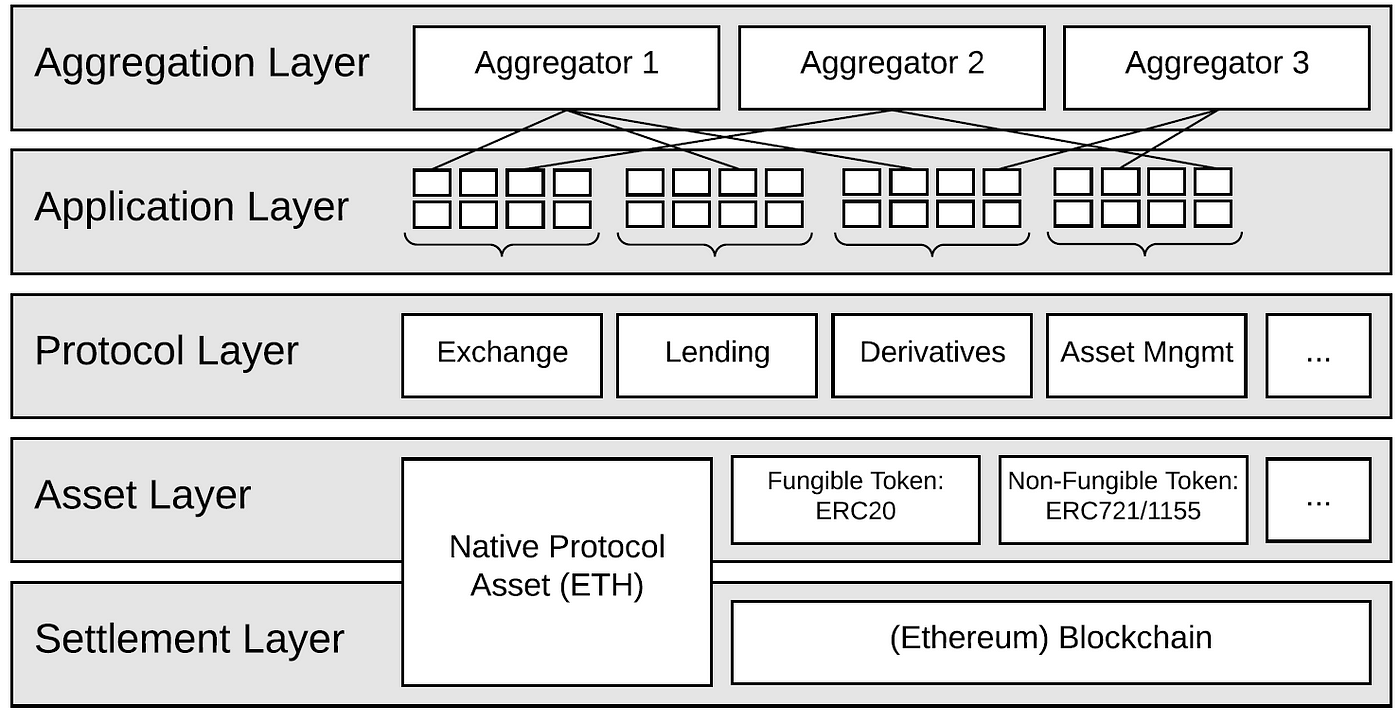 Aggregation Layer
Aggregator 1
Aggregator 2
Aggregator 3
Application Layer
Protocol Layer
Exchange
Lending
Derivatives
Asset Mngmt
...
Asset Layer
Native Protocol
Asset (ETH)
Fungible Token:
ERC20
Non-Fungible Token:
ERC721/1155
...
Settlement Layer
(Ethereum) Blockchain